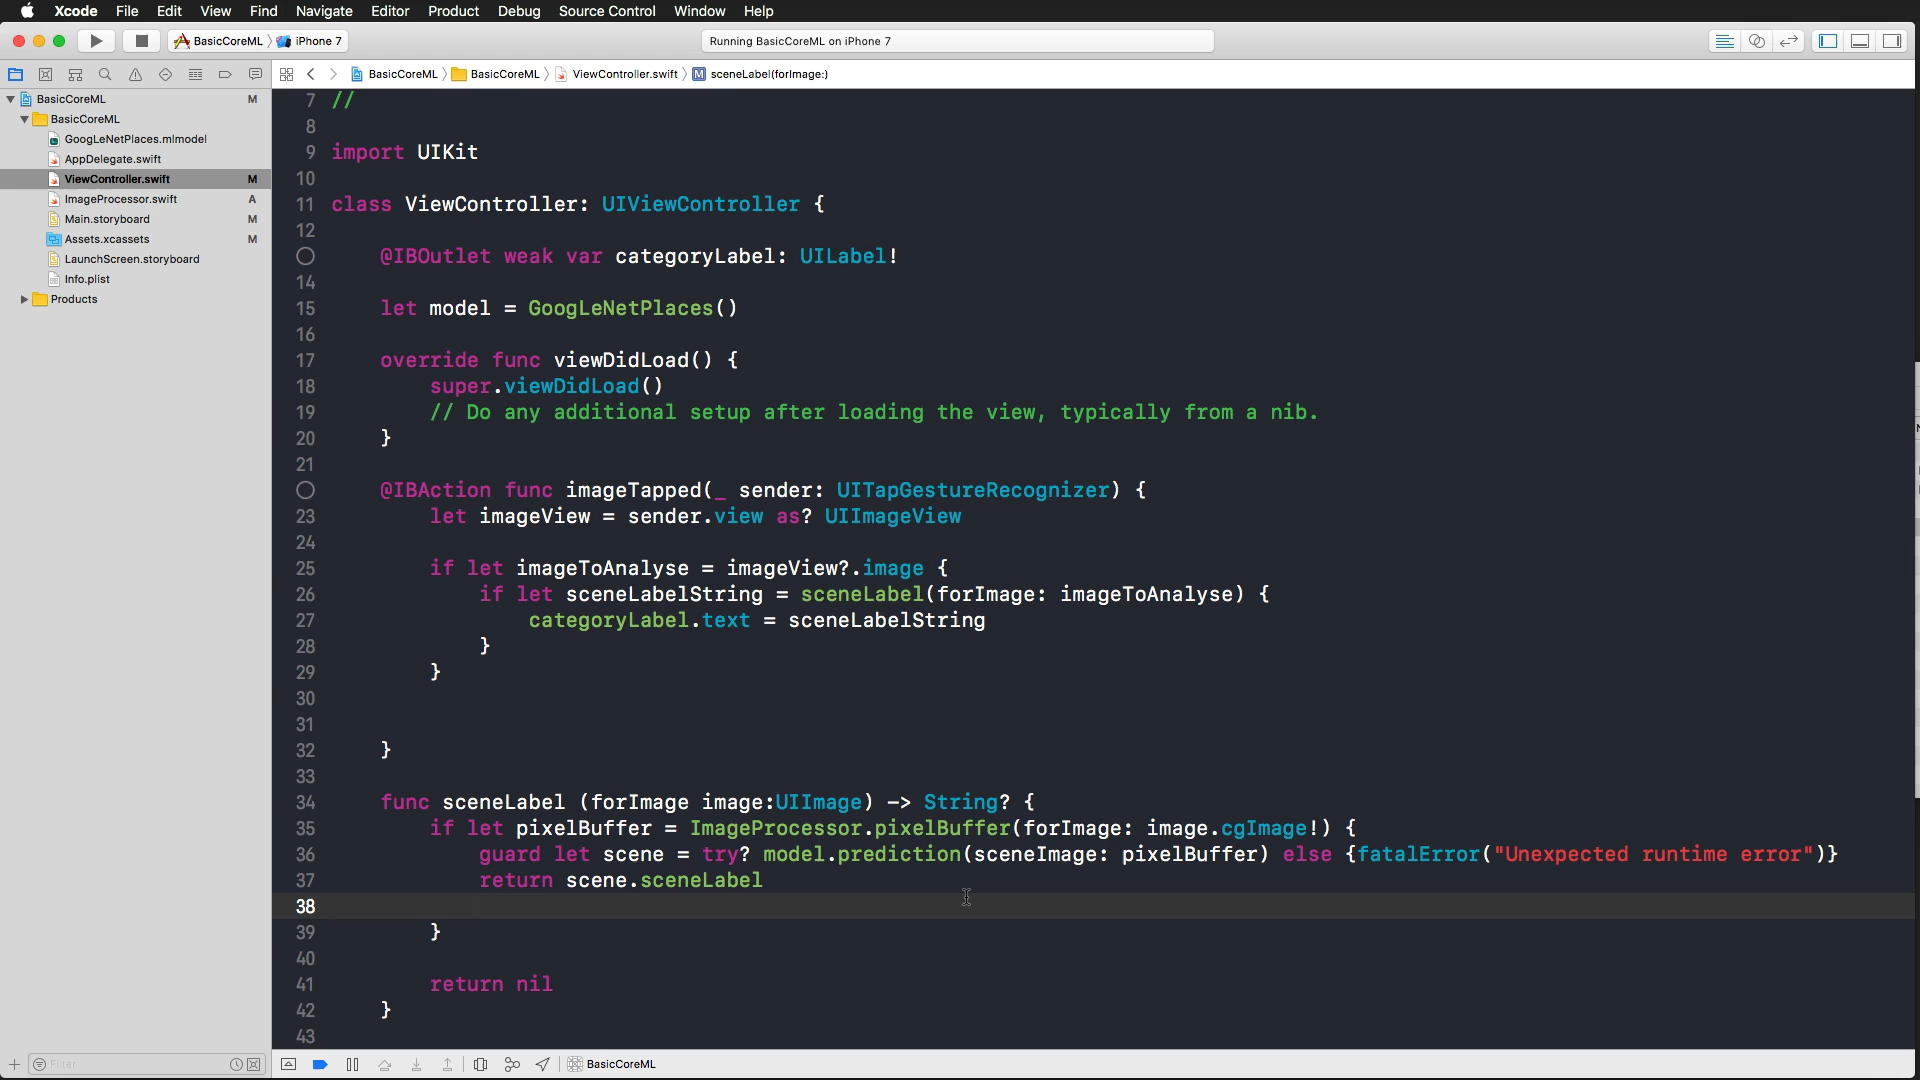 Xcode File Edit View Find Navigate Editor Product Debug Source Control Window Help
BasicCoreML iPhone 7 Running BasicCoreML on iPhone 7
BasicCoreML BasicCoreML ViewController.swift M sceneLabel(forImage:)
BasicCoreML M
BasicCoreML
GoogLeNetPlaces.mlmodel
AppDelegate.swift
ViewController.swift M
ImageProcessor.swift A
Main.storyboard M
Assets.xcassets M
LaunchScreen.storyboard
Info.plist
Products
Filter
7 //
8
9 import UIKit
10
11 class ViewController: UIViewController {
12
@IBOutlet weak var categoryLabel: UILabel!
14
15 let model = GoogLeNetPlaces()
16
17 override func viewDidLoad() {
18 super.viewDidLoad()
19 // Do any additional setup after loading the view, typically from a nib.
20 }
21
@IBAction func imageTapped(_ sender: UITapGestureRecognizer) {
23 let imageView = sender.view as? UIImageView
24
25 if let imageToAnalyse = imageView?.image {
26 if let sceneLabelString = sceneLabel(forImage: imageToAnalyse) {
27 categoryLabel.text = sceneLabelString
28 }
29 }
30
31
32 }
33
34 func sceneLabel (forImage image:UIImage) -> String? {
35 if let pixelBuffer = ImageProcessor.pixelBuffer(forImage: image.cgImage!) {
36 guard let scene = try? model.prediction(sceneImage: pixelBuffer) else {fatalError("Unexpected runtime error")}
37 return scene.sceneLabel
38
39 }
40
41 return nil
42 }
43
BasicCoreML